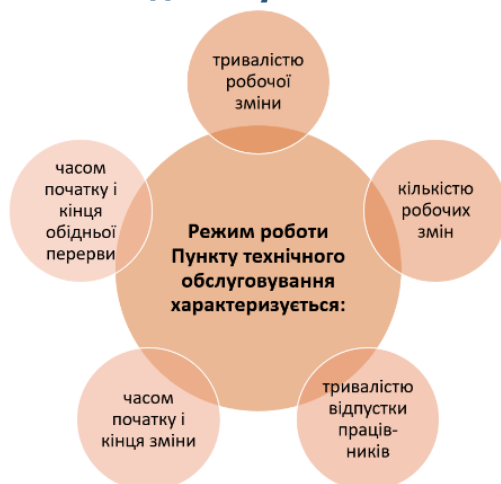 тривалістю
робочої
зміни
кількістю
робочих
змін
тривалістю
відпустки
праців-
ників
часом
початку і
кінця зміни
часом
початку і
кінця
обідньої
перерви
Режим роботи
Пункту технічного
обслуговування
характеризується: